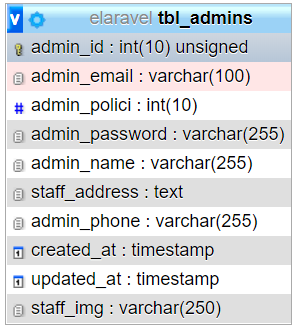 v elaravel tbl_admins
admin_id : int(10) unsigned
admin_email : varchar(100)
# admin_polici : int(10)
admin_password : varchar(255)
admin_name : varchar(255)
staff_address : text
admin_phone : varchar(255)
created_at : timestamp
updated_at : timestamp
staff_img : varchar(250)